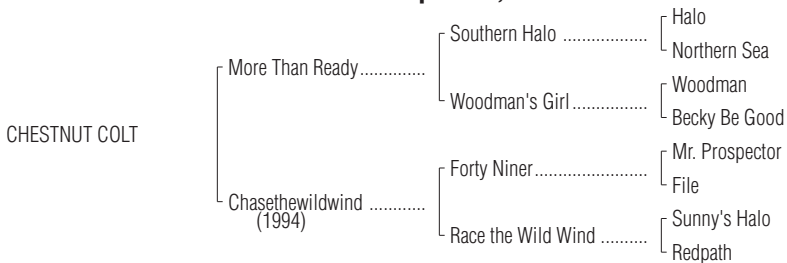 Halo
Southern Halo ....................
Northern Sea
More Than Ready..............
Woodman
Woodman's Girl.................
Becky Be Good
CHESTNUT COLT
Mr. Prospector
Forty Niner.........................
File
Chasethewildwind ............
(1994)
Sunny's Halo
Race the Wild Wind ..........
Redpath